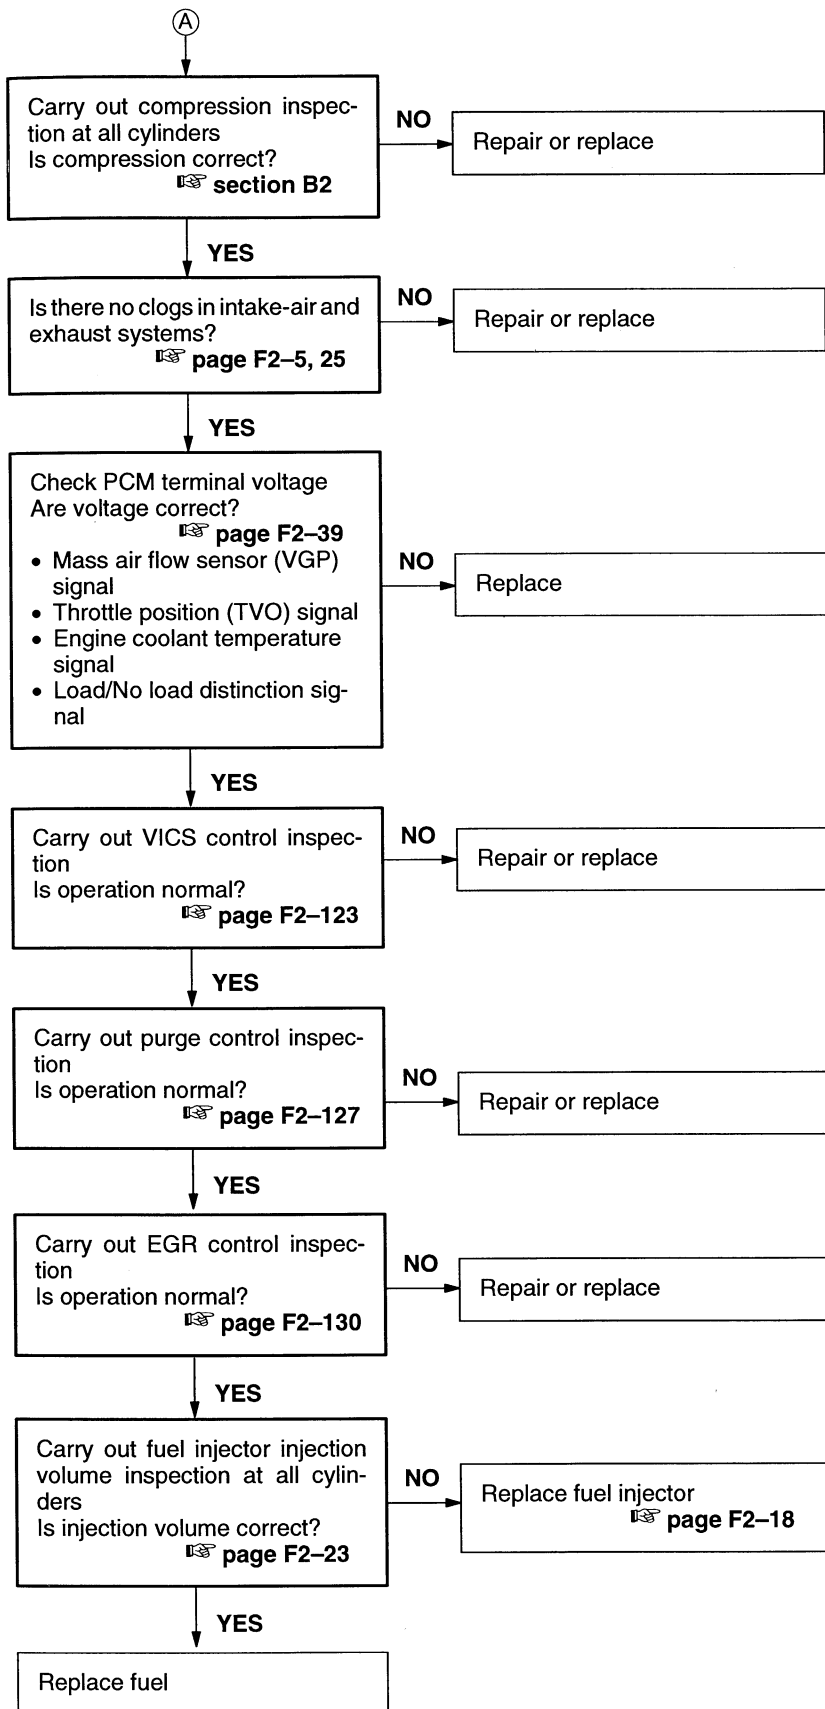 A
Carry out compression inspec-
tion at all cylinders
Is compression correct?
☞ section B2
NO
Repair or replace
YES
Is there no clogs in intake-air and
exhaust systems?
☞ page F2–5, 25
NO
Repair or replace
YES
Check PCM terminal voltage
Are voltage correct?
☞ page F2–39
• Mass air flow sensor (VGP)
signal
• Throttle position (TVO) signal
• Engine coolant temperature
signal
• Load/No load distinction sig-
nal
NO
Replace
YES
Carry out VICS control inspec-
tion
Is operation normal?
☞ page F2–123
NO
Repair or replace
YES
Carry out purge control inspec-
tion
Is operation normal?
☞ page F2–127
NO
Repair or replace
YES
Carry out EGR control inspec-
tion
Is operation normal?
☞ page F2–130
NO
Repair or replace
YES
Carry out fuel injector injection
volume inspection at all cylin-
ders
Is injection volume correct?
☞ page F2–23
NO
Replace fuel injector
☞ page F2–18
YES
Replace fuel